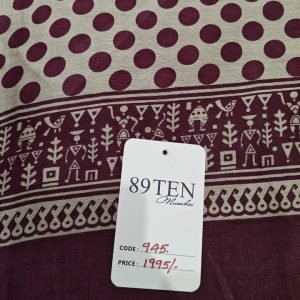 89TEN
Mumbai
CODE: 945.
PRICE: 1995/-